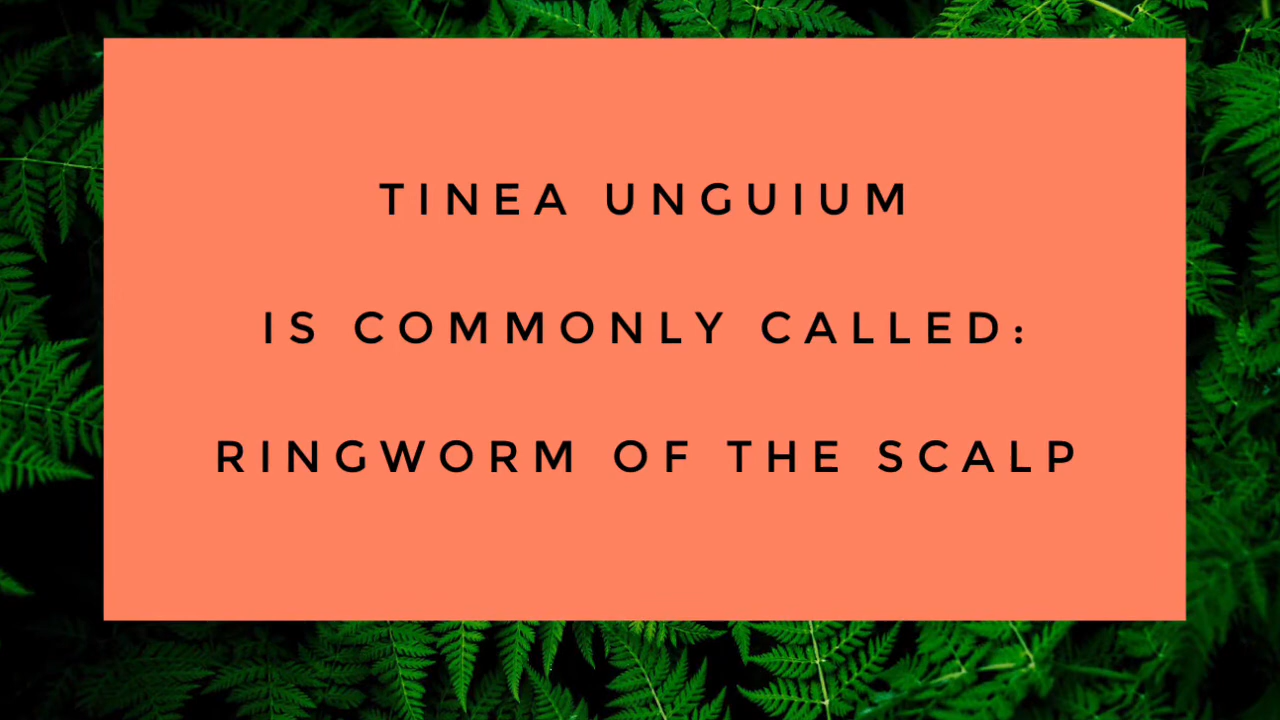 TINEA UNGUIUM
IS COMMONLY CALLED:
RINGWORM OF THE SCALP